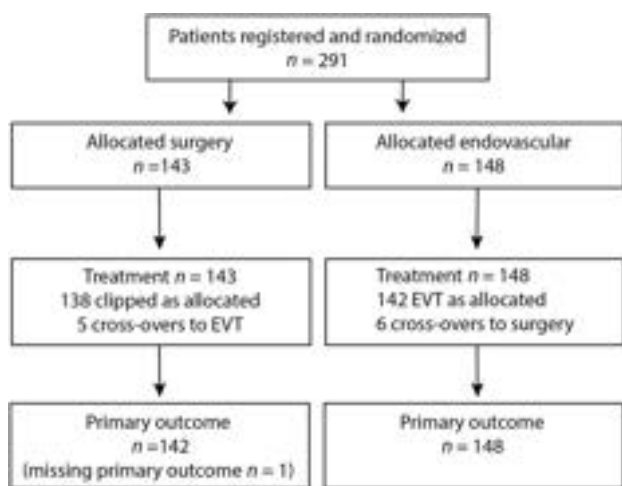 Patients registered and randomized
n = 291
Allocated surgery
n =143
Allocated endovascular
n = 148
Treatment n = 143
138 clipped as allocated
5 cross-overs to EVT
Treatment n = 148
142 EVT as allocated
6 cross-overs to surgery
Primary outcome
n =142
(missing primary outcome n = 1)
Primary outcome
n = 148